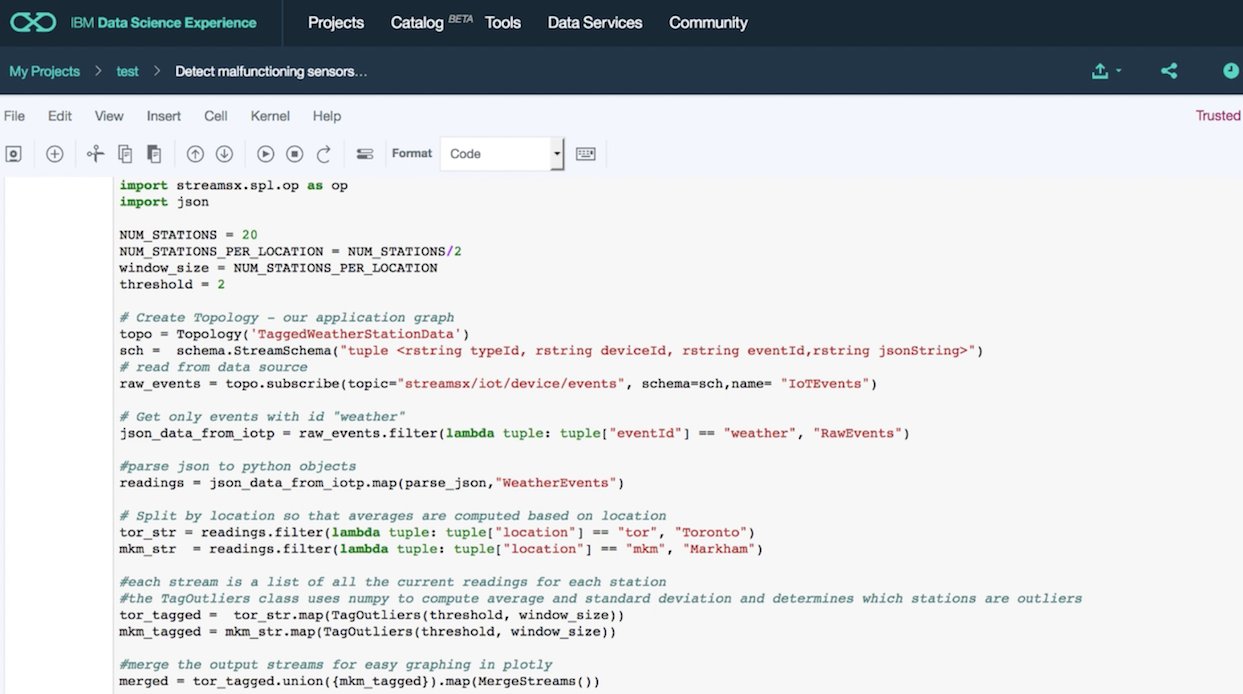 IBM Data Science Experience Projects Catalog BETA Tools Data Services Community
My Projects > test > Detect malfunctioning sensors...
File Edit View Insert Cell Kernel Help Trusted
Format Code
import streamsx.spl.op as op
import json
NUM_STATIONS = 20
NUM_STATIONS_PER_LOCATION = NUM_STATIONS/2
window_size = NUM_STATIONS_PER_LOCATION
threshold = 2
# Create Topology - our application graph
topo = Topology('TaggedWeatherStationData')
sch =  schema.StreamSchema("tuple <rstring typeId, rstring deviceId, rstring eventId,rstring jsonString>")
# read from data source
raw_events = topo.subscribe(topic="streamsx/iot/device/events", schema=sch,name= "IoTEvents")
# Get only events with id "weather"
json_data_from_iotp = raw_events.filter(lambda tuple: tuple["eventId"] == "weather", "RawEvents")
#parse json to python objects
readings = json_data_from_iotp.map(parse_json,"WeatherEvents")
# Split by location so that averages are computed based on location
tor_str = readings.filter(lambda tuple: tuple["location"] == "tor", "Toronto")
mkm_str  = readings.filter(lambda tuple: tuple["location"] == "mkm", "Markham")
#each stream is a list of all the current readings for each station
#the TagOutliers class uses numpy to compute average and standard deviation and determines which stations are outliers
tor_tagged =  tor_str.map(TagOutliers(threshold, window_size))
mkm_tagged = mkm_str.map(TagOutliers(threshold, window_size))
#merge the output streams for easy graphing in plotly
merged = tor_tagged.union({mkm_tagged}).map(MergeStreams())